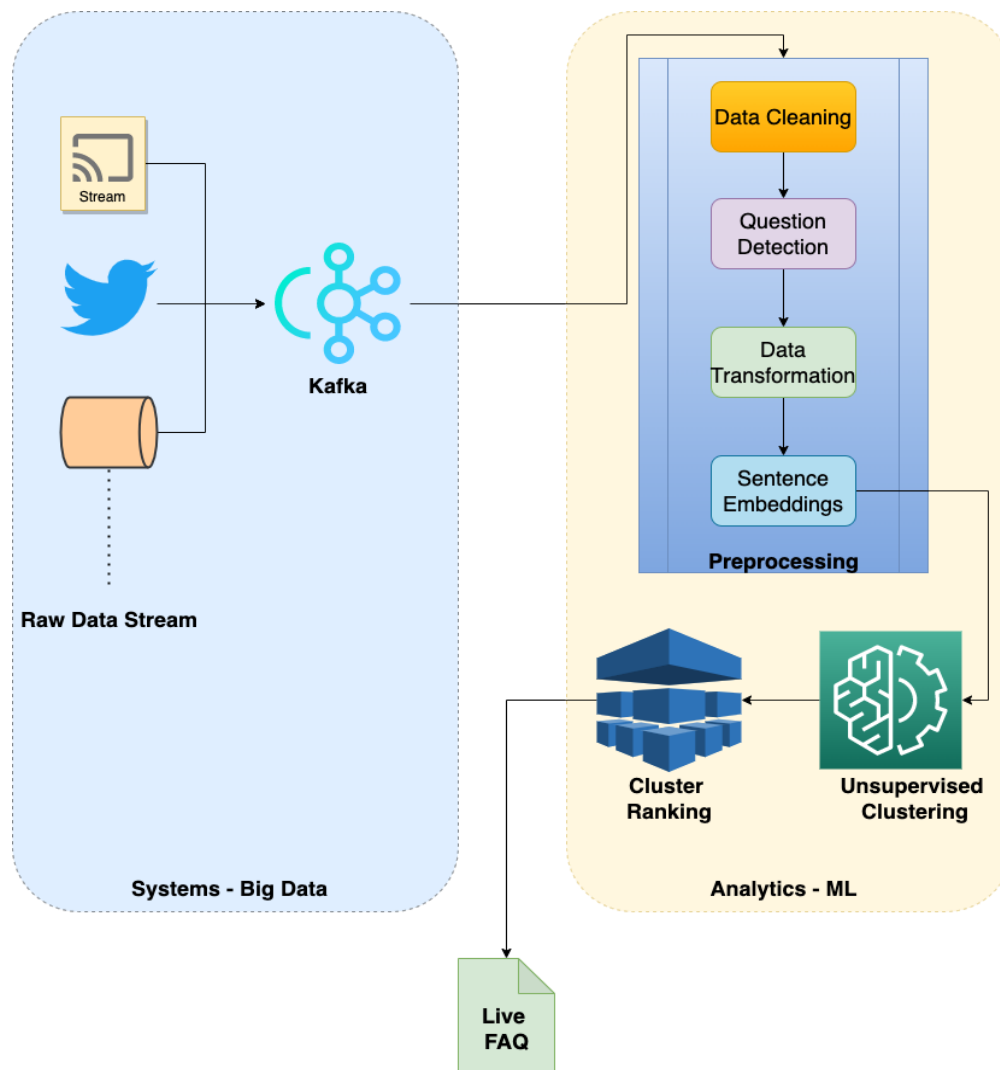 Stream
Kafka
Raw Data Stream
Systems - Big Data
Data Cleaning
Question
Detection
Data
Transformation
Sentence
Embeddings
Preprocessing
Cluster
Ranking
Unsupervised
Clustering
Analytics - ML
Live
FAQ